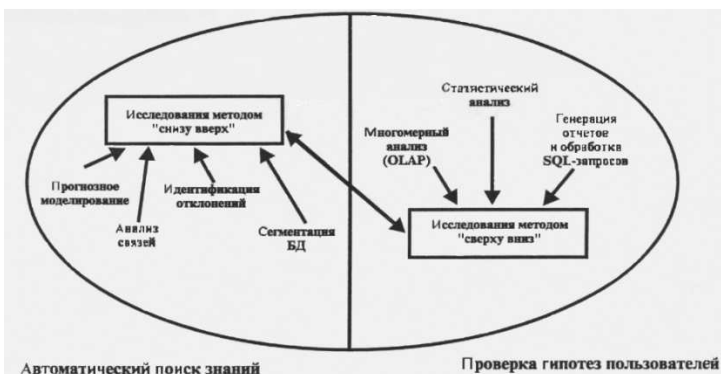 Исследования методом
"снизу вверх"
Прогнозное
моделирование
Анализ
связей
Идентификация
отклонений
Сегментация
БД
Статистический
анализ
Многомерный
анализ
(OLAP)
Генерация
отчетов
и обработка
SQL-запросов
Исследования методом
"сверху вниз"
Автоматический поиск знаний
Проверка гипотез пользователей